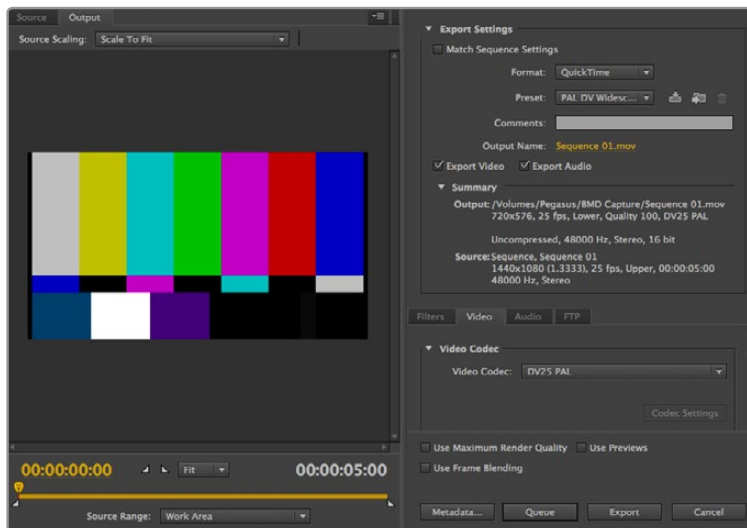 Source Output
Source Scaling: Scale To Fit
00:00:00:00 Fit 00:00:05:00
Source Range: Work Area
Export Settings
Match Sequence Settings
Format: QuickTime
Preset: PAL DV Widesc...
Comments:
Output Name: Sequence 01.mov
Export Video Export Audio
Summary
Output: /Volumes/Pegasus/BMD Capture/Sequence 01.mov
720x576, 25 fps, Lower, Quality 100, DV25 PAL
Uncompressed, 48000 Hz, Stereo, 16 bit
Source: Sequence, Sequence 01
1440x1080 (1.3333), 25 fps, Upper, 00:00:05:00
48000 Hz, Stereo
Filters Video Audio FTP
Video Codec
Video Codec: DV25 PAL
Codec Settings
Use Maximum Render Quality Use Previews
Use Frame Blending
Metadata... Queue Export Cancel